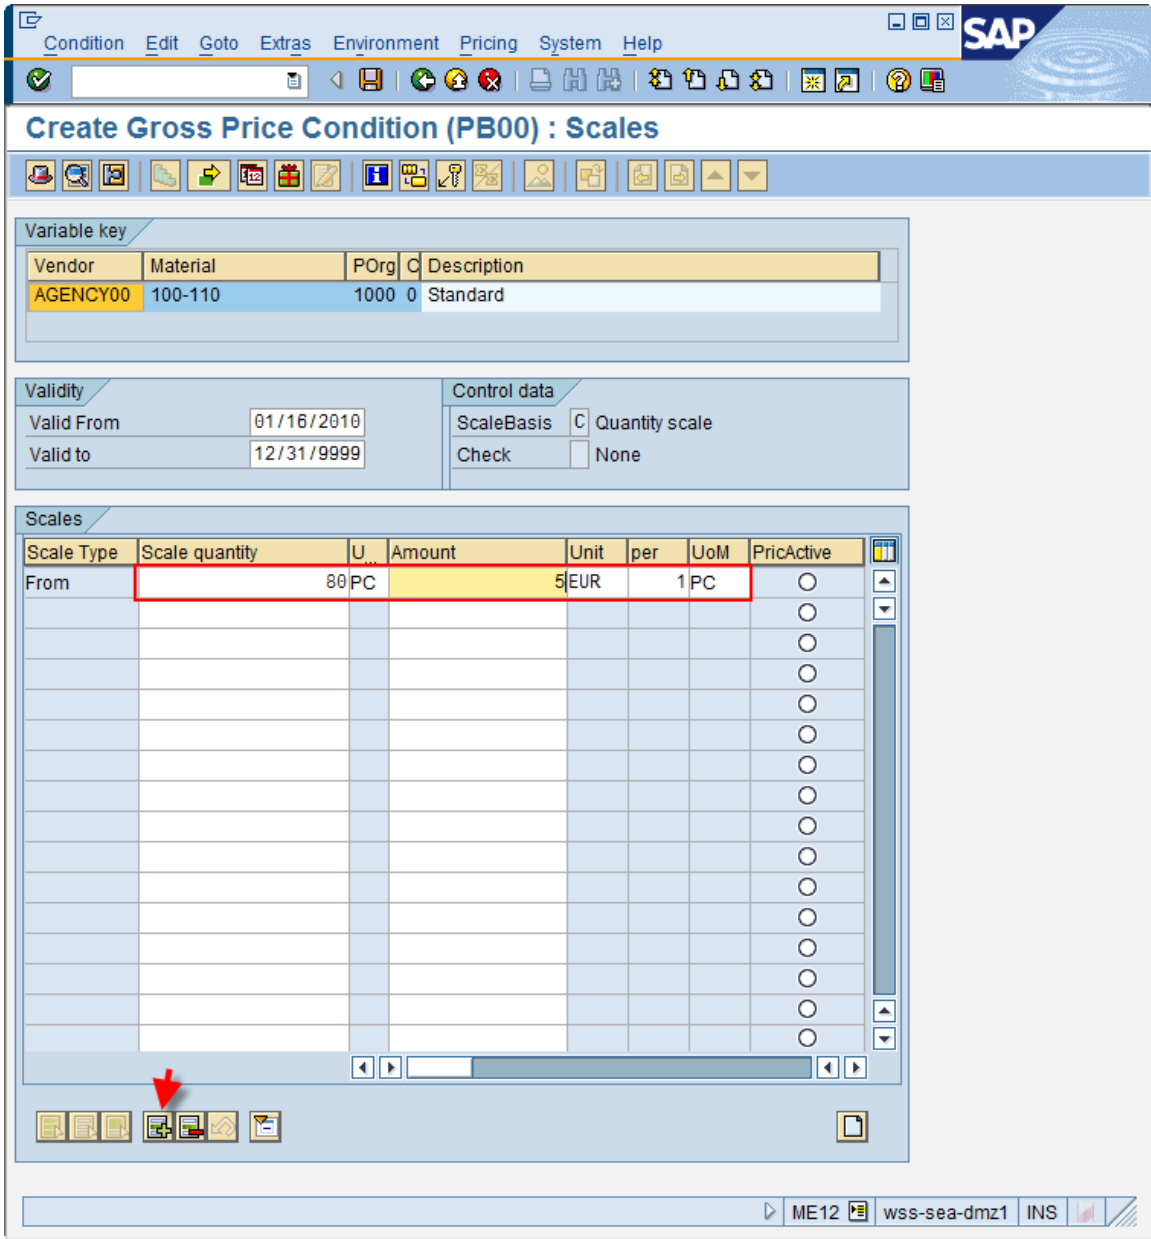 Condition Edit Goto Extras Environment Pricing System Help
SAP
Create Gross Price Condition (PB00) : Scales
Variable key
Vendor Material POrg C Description
AGENCY00 100-110 1000 0 Standard
Validity Control data
Valid From 01/16/2010 ScaleBasis C Quantity scale
Valid to 12/31/9999 Check None
Scales
Scale Type Scale quantity U... Amount Unit per UoM PricActive
From 80 PC 5 EUR 1 PC
ME12 wss-sea-dmz1 INS